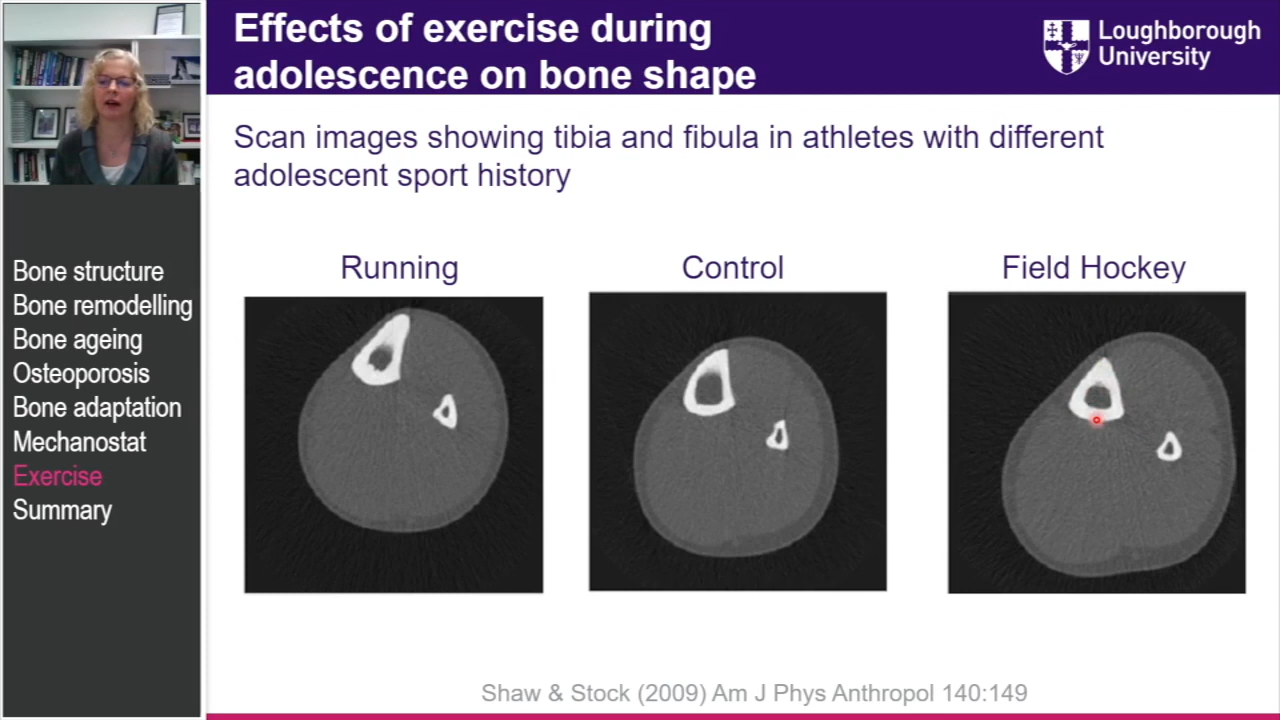 Effects of exercise during
adolescence on bone shape
Loughborough
University
Scan images showing tibia and fibula in athletes with different
adolescent sport history
Running
Control
Field Hockey
Bone structure
Bone remodelling
Bone ageing
Osteoporosis
Bone adaptation
Mechanostat
Exercise
Summary
Shaw & Stock (2009) Am J Phys Anthropol 140:149